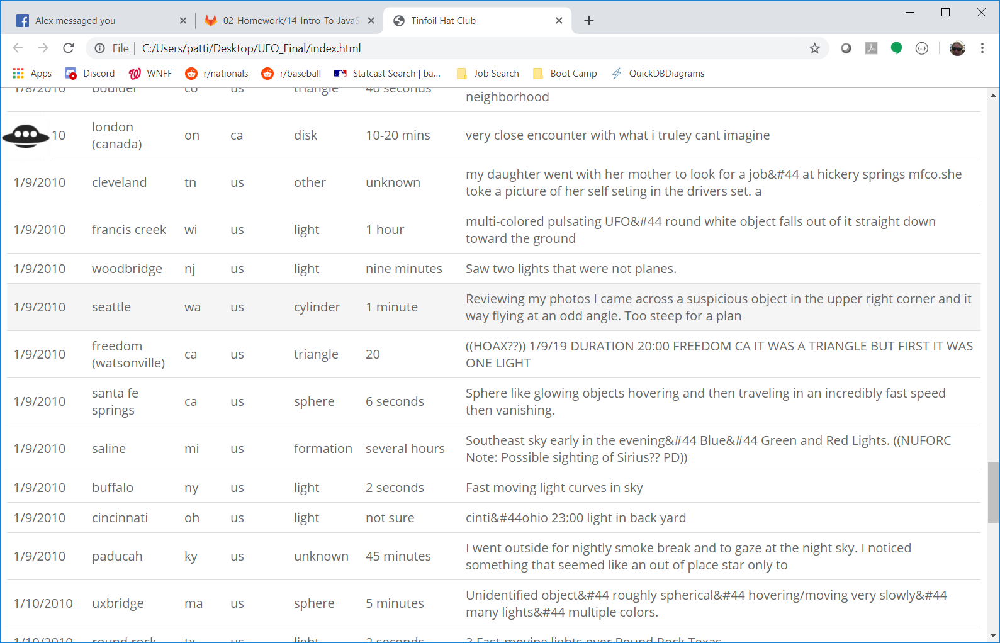 Alex messaged you
02-Homework/14-Intro-To-JavaS
Tinfoil Hat Club
File | C:/Users/patti/Desktop/UFO_Final/index.html
Apps Discord WNFF r/nationals r/baseball Statcast Search | ba... Job Search Boot Camp QuickDBDiagrams
1/8/2010 boulder co us triangle 40 seconds neighborhood
10 london (canada) on ca disk 10-20 mins very close encounter with what i truley cant imagine
1/9/2010 cleveland tn us other unknown my daughter went with her mother to look for a job&#44 at hickery springs mfco.she
toke a picture of her self seting in the drivers set. a
1/9/2010 francis creek wi us light 1 hour multi-colored pulsating UFO&#44 round white object falls out of it straight down
toward the ground
1/9/2010 woodbridge nj us light nine minutes Saw two lights that were not planes.
1/9/2010 seattle wa us cylinder 1 minute Reviewing my photos I came across a suspicious object in the upper right corner and it
way flying at an odd angle. Too steep for a plan
1/9/2010 freedom (watsonville) ca us triangle 20 ((HOAX??)) 1/9/19 DURATION 20:00 FREEDOM CA IT WAS A TRIANGLE BUT FIRST IT WAS
ONE LIGHT
1/9/2010 santa fe springs ca us sphere 6 seconds Sphere like glowing objects hovering and then traveling in an incredibly fast speed
then vanishing.
1/9/2010 saline mi us formation several hours Southeast sky early in the evening&#44 Blue&#44 Green and Red Lights. ((NUFORC
Note: Possible sighting of Sirius?? PD))
1/9/2010 buffalo ny us light 2 seconds Fast moving light curves in sky
1/9/2010 cincinnati oh us light not sure cinti&#44ohio 23:00 light in back yard
1/9/2010 paducah ky us unknown 45 minutes I went outside for nightly smoke break and to gaze at the night sky. I noticed
something that seemed like an out of place star only to
1/10/2010 uxbridge ma us sphere 5 minutes Unidentified object&#44 roughly spherical&#44 hovering/moving very slowly&#44
many lights&#44 multiple colors.
1/10/2010 round rock tx us light 2 seconds 3 Fast moving lights over Round Rock Texas